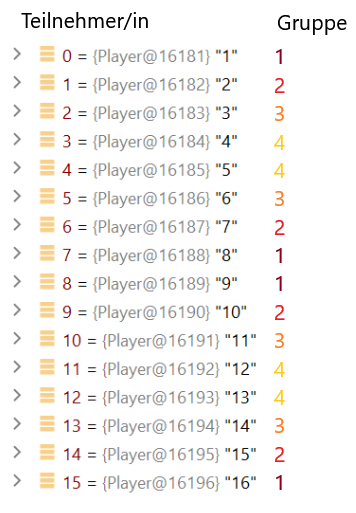 Teilnehmer/in Gruppe
0 = {Player@16181} "1" 1
1 = {Player@16182} "2" 2
2 = {Player@16183} "3" 3
3 = {Player@16184} "4" 4
4 = {Player@16185} "5" 4
5 = {Player@16186} "6" 3
6 = {Player@16187} "7" 2
7 = {Player@16188} "8" 1
8 = {Player@16189} "9" 1
9 = {Player@16190} "10" 2
10 = {Player@16191} "11" 3
11 = {Player@16192} "12" 4
12 = {Player@16193} "13" 4
13 = {Player@16194} "14" 3
14 = {Player@16195} "15" 2
15 = {Player@16196} "16" 1